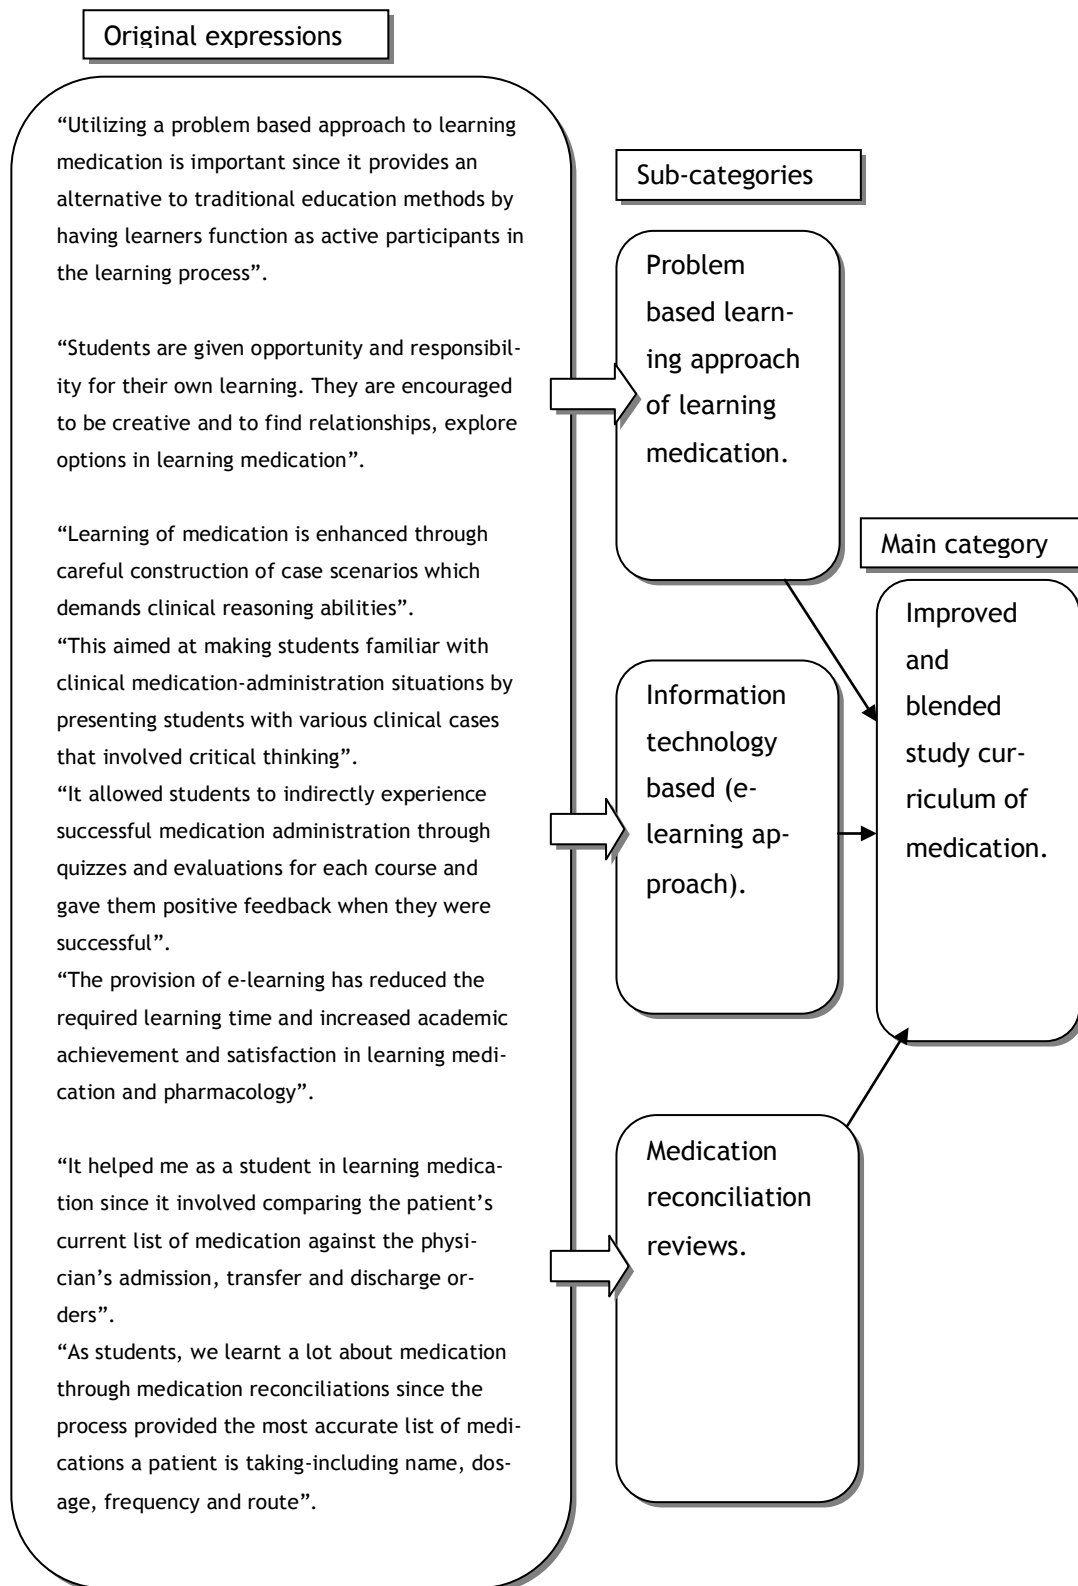 Original expressions
“Utilizing a problem based approach to learning
medication is important since it provides an
alternative to traditional education methods by
having learners function as active participants in
the learning process”.
“Students are given opportunity and responsibil-
ity for their own learning. They are encouraged
to be creative and to find relationships, explore
options in learning medication”.
“Learning of medication is enhanced through
careful construction of case scenarios which
demands clinical reasoning abilities”.
“This aimed at making students familiar with
clinical medication-administration situations by
presenting students with various clinical cases
that involved critical thinking”.
“It allowed students to indirectly experience
successful medication administration through
quizzes and evaluations for each course and
gave them positive feedback when they were
successful”.
“The provision of e-learning has reduced the
required learning time and increased academic
achievement and satisfaction in learning medi-
cation and pharmacology”.
“It helped me as a student in learning medica-
tion since it involved comparing the patient’s
current list of medication against the physi-
cian’s admission, transfer and discharge or-
ders”.
“As students, we learnt a lot about medication
through medication reconciliations since the
process provided the most accurate list of medi-
cations a patient is taking-including name, dos-
age, frequency and route”.
Sub-categories
Problem
based learn-
ing approach
of learning
medication.
Information
technology
based (e-
learning ap-
proach).
Medication
reconciliation
reviews.
Main category
Improved
and
blended
study cur-
riculum of
medication.